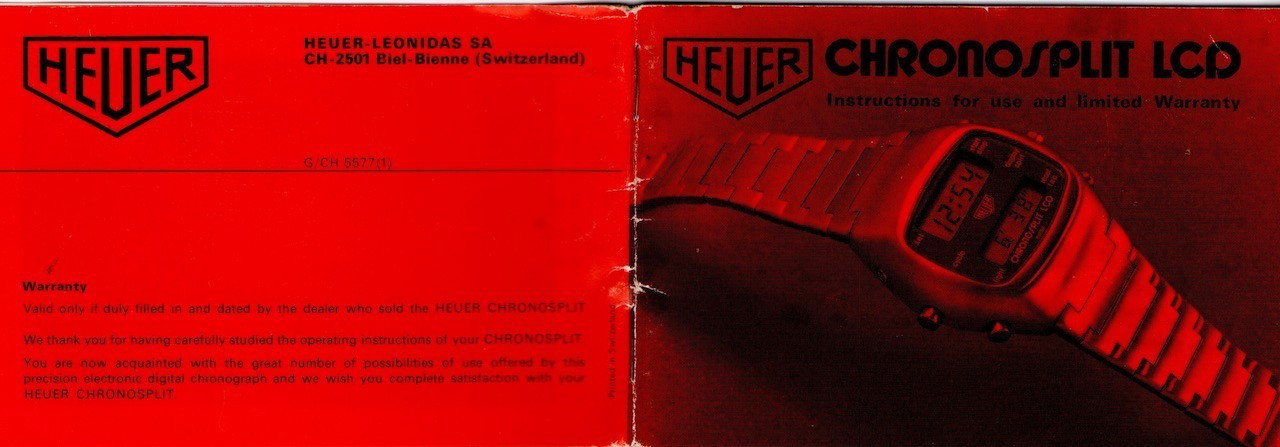 HEUER
HEUER-LEONIDAS SA
CH-2501 Biel-Bienne (Switzerland)
G/CH 5577(1)
Warranty
Valid only if duly filled in and dated by the dealer who sold the HEUER CHRONOSPLIT
We thank you for having carefully studied the operating instructions of your CHRONOSPLIT.
You are now acquainted with the great number of possibilities of use offered by this
precision electronic digital chronograph and we wish you complete satisfaction with your
HEUER CHRONOSPLIT.
Printed in Switzerland
HEUER
CHRONOSPLIT LCD
Instructions for use and limited Warranty
12:54
HEUER
CHRONOSPLIT LCD